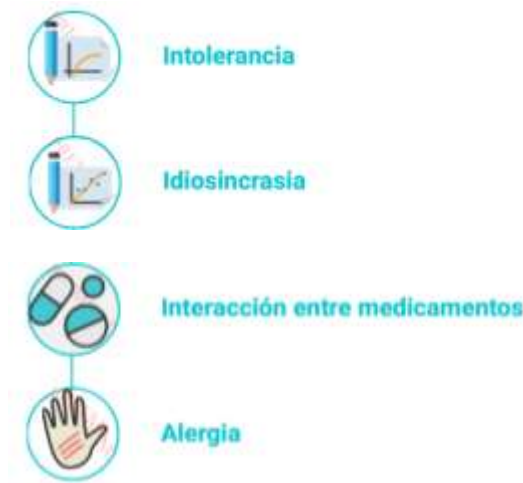 Intolerancia
Idiosincrasia
Interacción entre medicamentos
Alergia